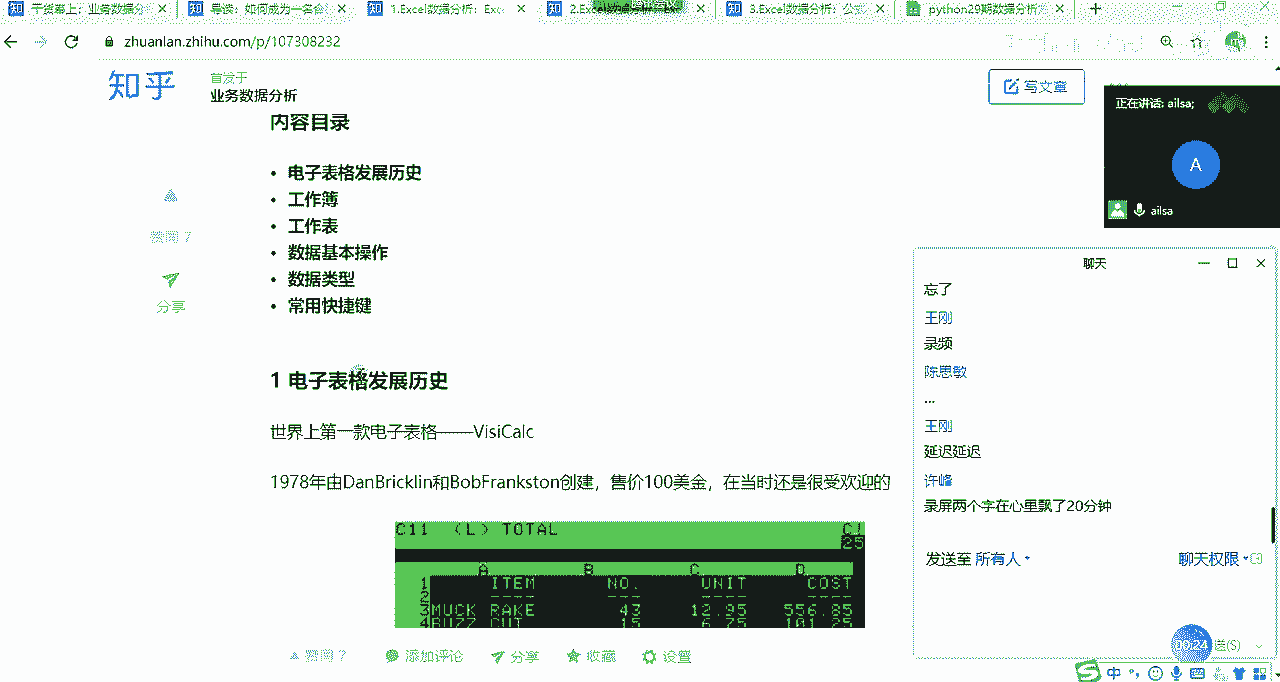 干货奉上：业务数据分
导读：如何成为一名合
1.Excel数据分析：Exc
3.Excel数据分析：公式
python29期数据分析
zhuanlan.zhihu.com/p/107308232
知乎
首发于
业务数据分析
写文章
内容目录
• 电子表格发展历史
• 工作簿
• 工作表
• 数据基本操作
• 数据类型
• 常用快捷键
赞同 7
分享
1 电子表格发展历史
世界上第一款电子表格——VisiCalc
1978年由DanBricklin和BobFrankston创建，售价100美金，在当时还是很受欢迎的
C11 (L) TOTAL C!
25
A B C D
1 ITEM NO. UNIT COST
2 ---- ---- ---- ----
3 MUCK RAKE 43 12.95 556.85
4 BUZZ CUT 15 6.75 101.25
赞同 7 添加评论 分享 收藏 设置
正在讲话: ailsa;
A
ailsa
聊天
忘了
王刚
录频
陈思敏
...
王刚
延迟延迟
许峰
录屏两个字在心里飘了20分钟
发送至 所有人
聊天权限
00:24
送(S)
中